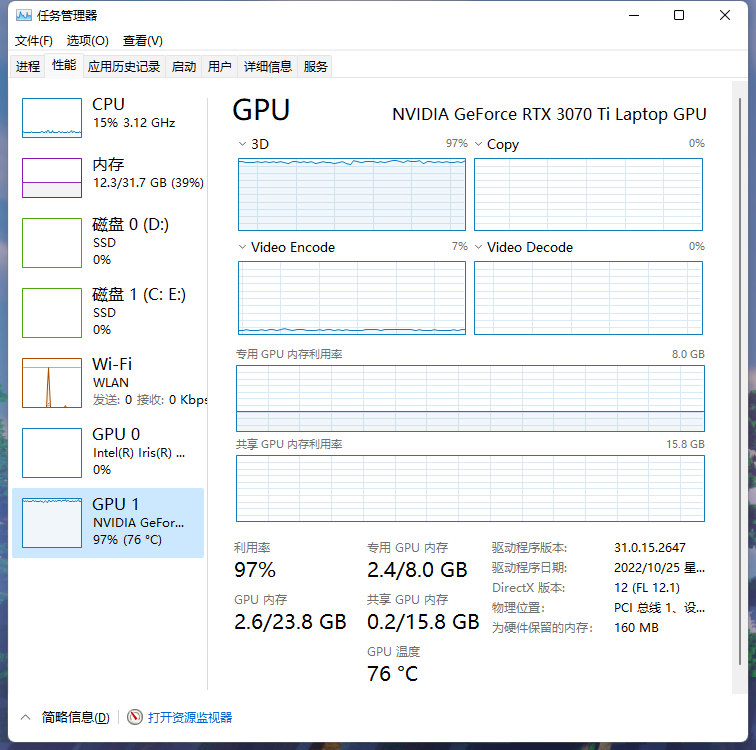 任务管理器
文件(F) 选项(O) 查看(V)
进程 性能 应用历史记录 启动 用户 详细信息 服务
CPU
15% 3.12 GHz
内存
12.3/31.7 GB (39%)
磁盘 0 (D:)
SSD
0%
磁盘 1 (C: E:)
SSD
0%
Wi-Fi
WLAN
发送: 0 接收: 0 Kbps
GPU 0
Intel(R) Iris(R) ...
0%
GPU 1
NVIDIA GeFor...
97% (76 °C)
GPU NVIDIA GeForce RTX 3070 Ti Laptop GPU
3D 97% Copy 0%
Video Encode 7% Video Decode 0%
专用 GPU 内存利用率 8.0 GB
共享 GPU 内存利用率 15.8 GB
利用率
97%
专用 GPU 内存
2.4/8.0 GB
GPU 内存
2.6/23.8 GB
共享 GPU 内存
0.2/15.8 GB
GPU 温度
76 °C
驱动程序版本: 31.0.15.2647
驱动程序日期: 2022/10/25 星...
DirectX 版本: 12 (FL 12.1)
物理位置: PCI 总线 1、设...
为硬件保留的内存: 160 MB
简略信息(D) 打开资源监视器